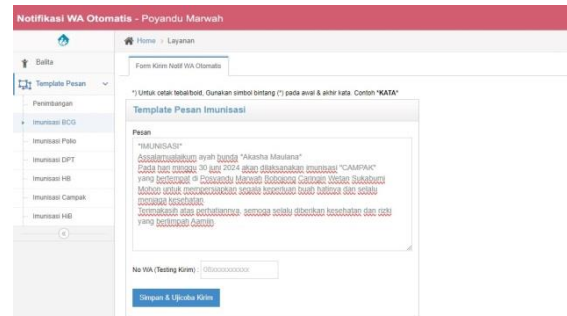 Notifikasi WA Otomatis - Poyandu Marwah
Home > Layanan
Balita
Template Pesan
Penimbangan
Imunisasi BCG
Imunisasi Polio
Imunisasi DPT
Imunisasi HB
Imunisasi Campak
Imunisasi HiB
Form Kirim Notif WA Otomatis
*) Untuk cetak tebal/bold, Gunakan simbol bintang (*) pada awal & akhir kata. Contoh *KATA*
Template Pesan Imunisasi
Pesan
*IMUNISASI*
Assalamualaikum ayah bunda *Akasha Maulana*
Pada hari minggu 30 juni 2024 akan dilaksanakan imunisasi *CAMPAK*
yang bertempat di Posyandu Marwah Bobojong Caringin Wetan Sukabumi
Mohon untuk mempersiapkan segala keperluan buah hatinya dan selalu
menjaga kesehatan
Terimakasih atas perhatiannya, semoga selalu diberikan kesehatan dan rizki
yang berlimpah Aamiin.
No WA (Testing Kirim) : 08xxxxxxxxxx
Simpan & Ujicoba Kirim